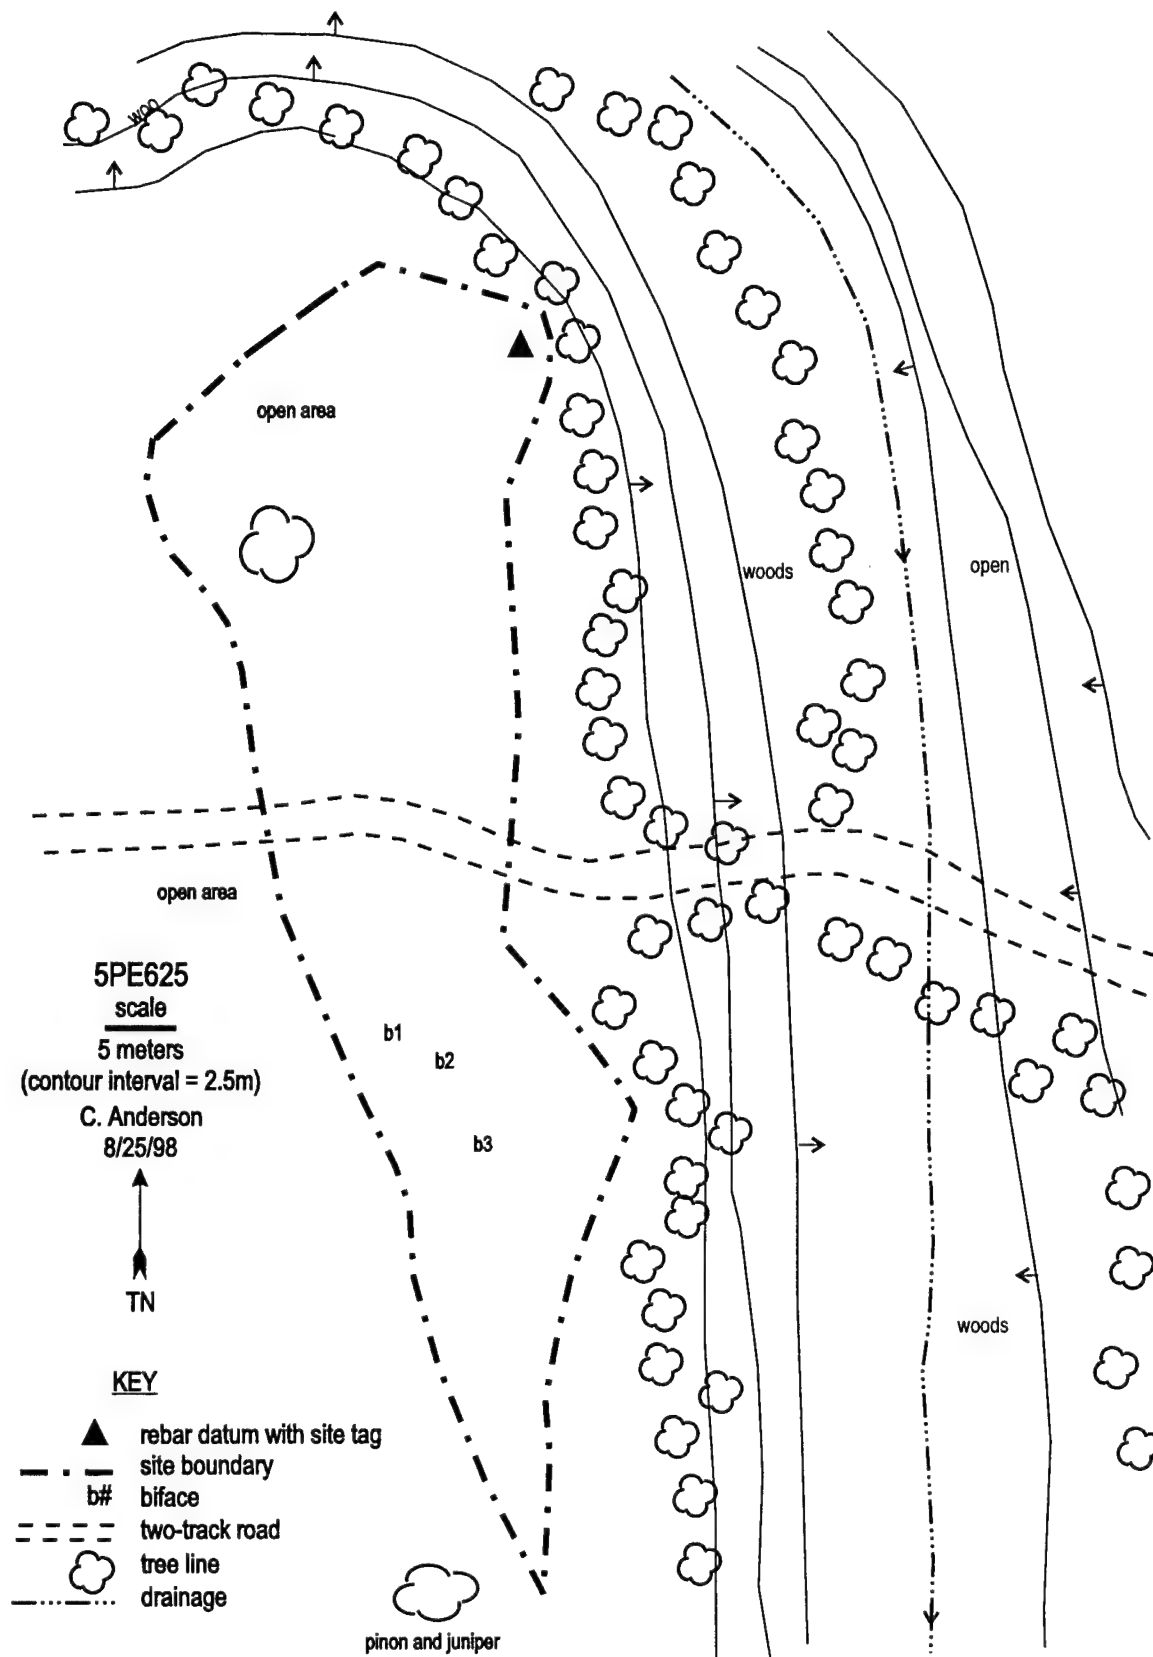 woo
open area
woods
open
open area
5PE625
scale
5 meters
(contour interval = 2.5m)
C. Anderson
8/25/98
b1
b2
b3
TN
woods
KEY
rebar datum with site tag
site boundary
b# biface
two-track road
tree line
drainage
pinon and juniper